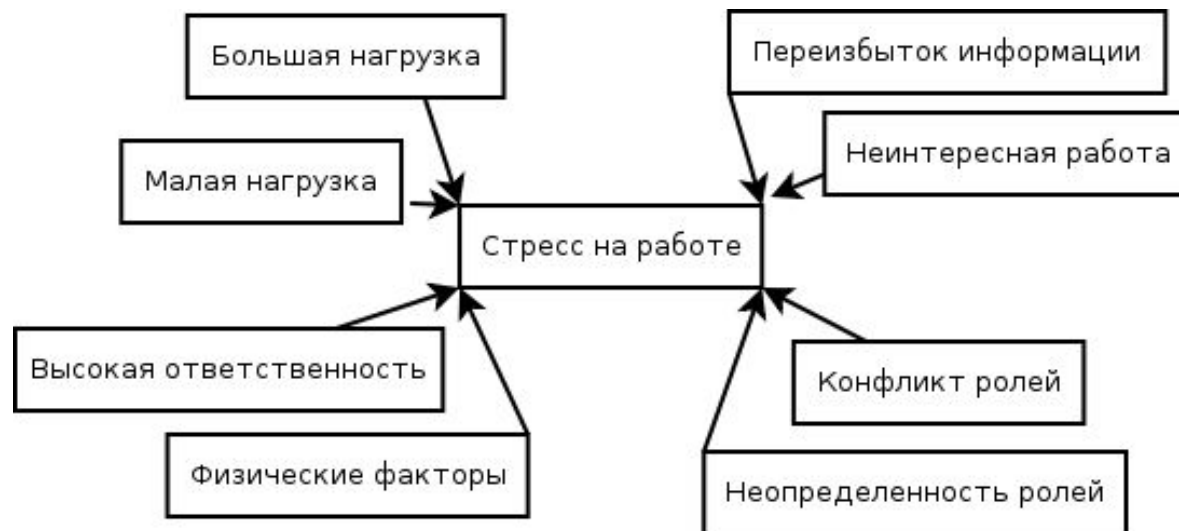 Большая нагрузка
Переизбыток информации
Малая нагрузка
Неинтересная работа
Стресс на работе
Высокая ответственность
Конфликт ролей
Физические факторы
Неопределенность ролей